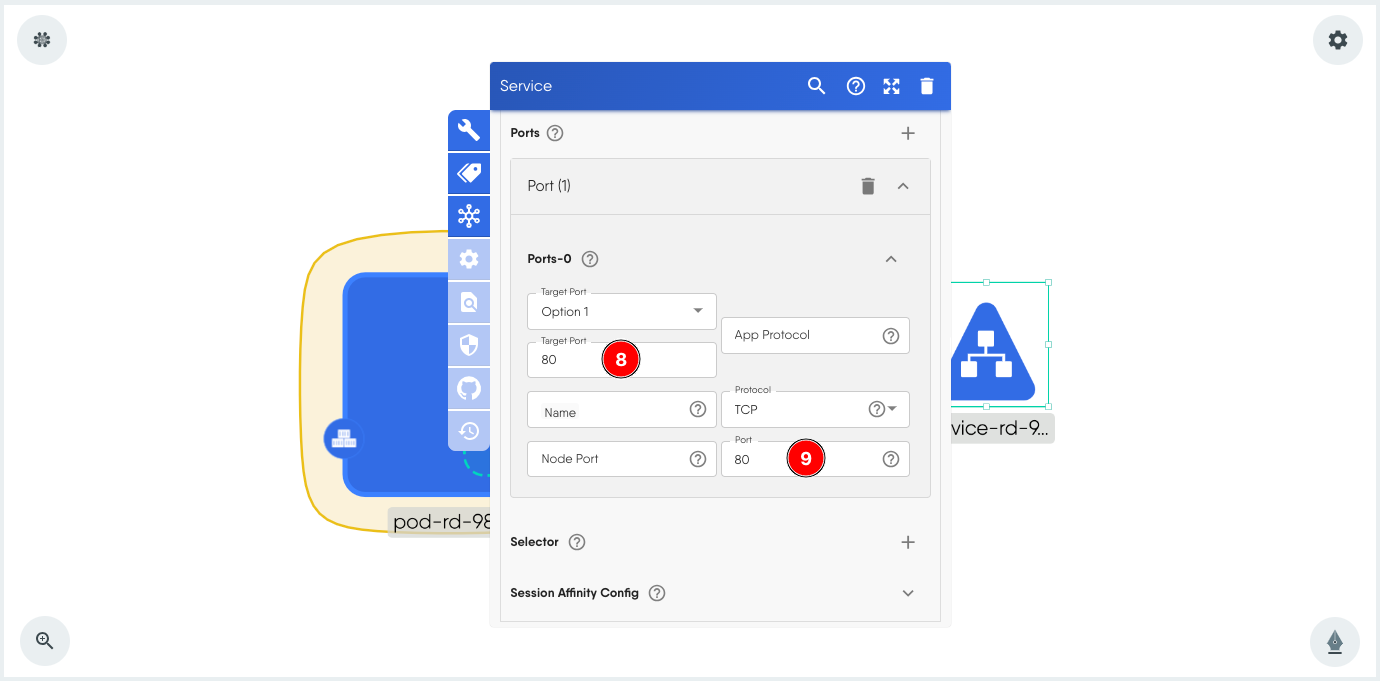 Service
Ports
Port (1)
Ports-0
Target Port
Option 1
App Protocol
Target Port
80
8
Name
Protocol
TCP
Node Port
Port
80
9
Selector
Session Affinity Config
pod-rd-98
vice-rd-9...